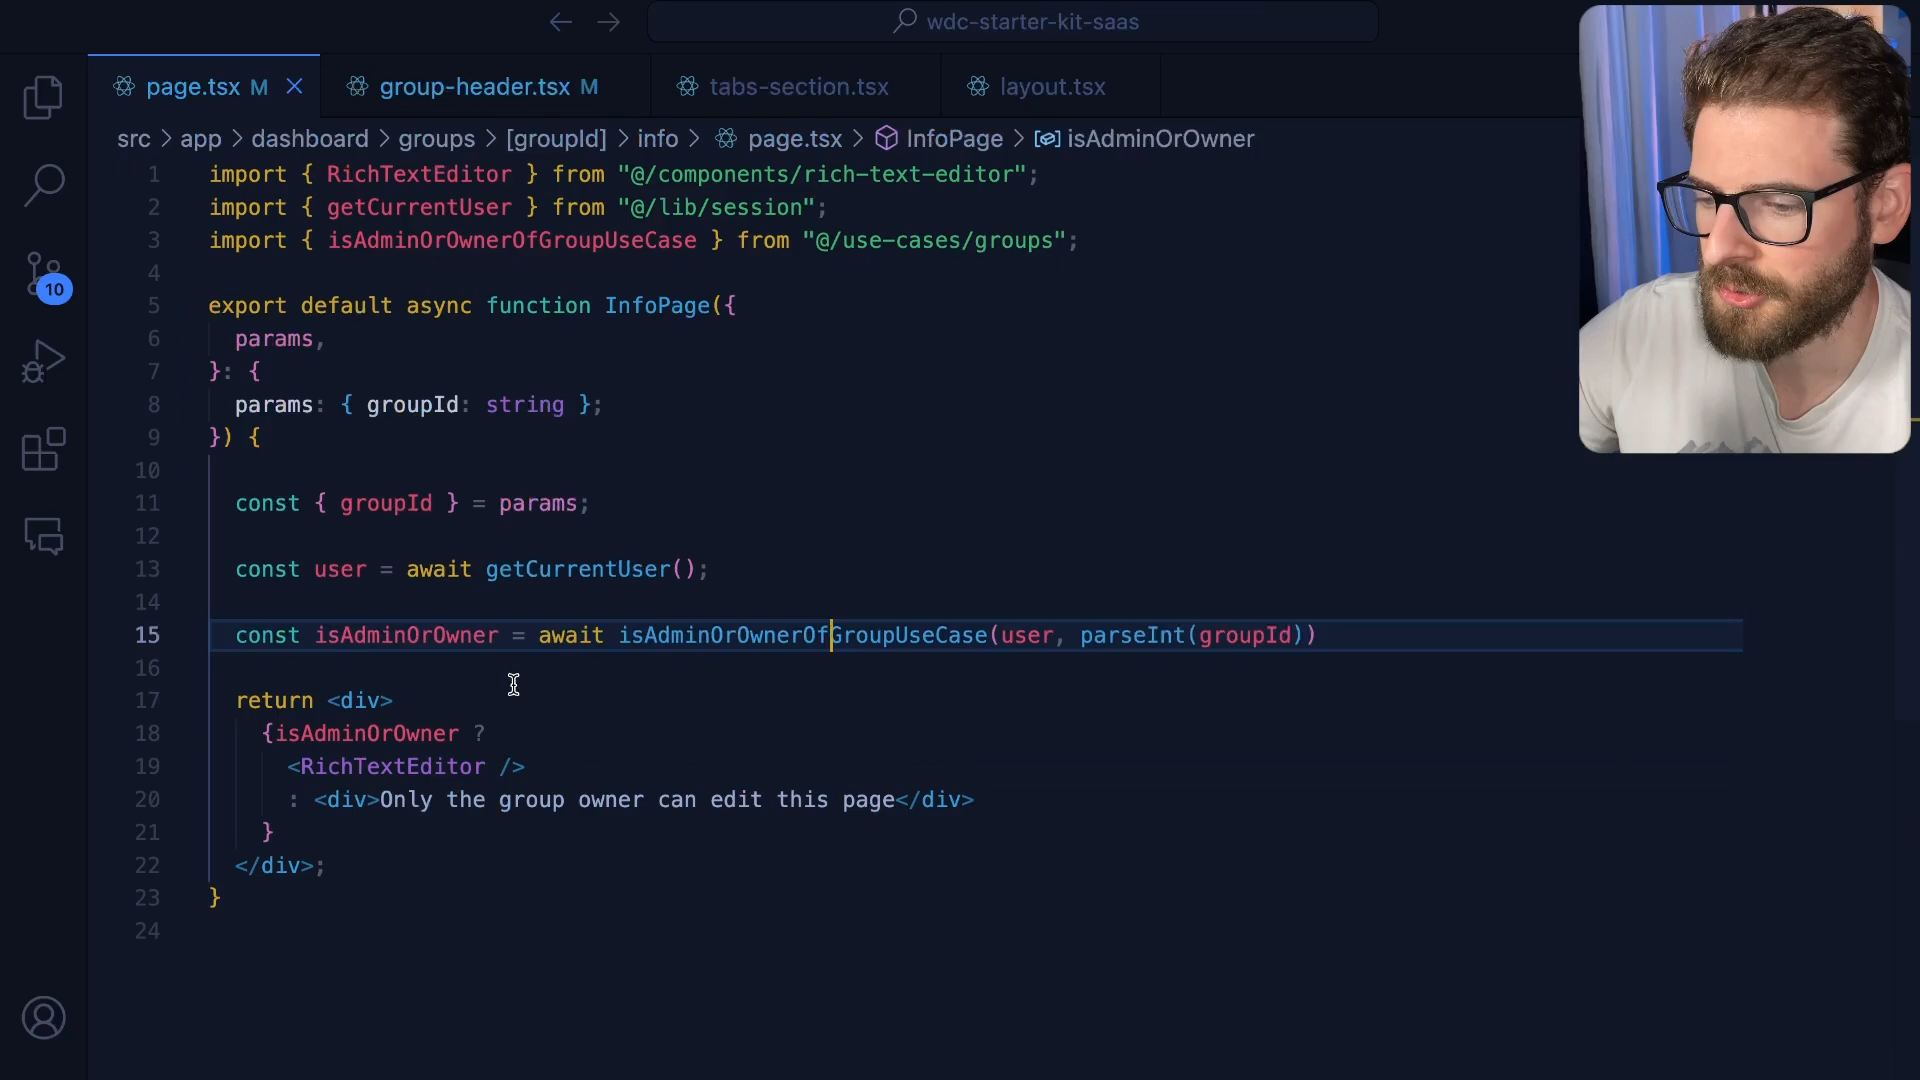 wdc-starter-kit-saas
page.tsx M
group-header.tsx M
tabs-section.tsx
layout.tsx
src > app > dashboard > groups > [groupId] > info > page.tsx > InfoPage > isAdminOrOwner
1 import { RichTextEditor } from "@/components/rich-text-editor";
2 import { getCurrentUser } from "@/lib/session";
3 import { isAdminOrOwnerOfGroupUseCase } from "@/use-cases/groups";
4
5 export default async function InfoPage({
6 params,
7 }: {
8 params: { groupId: string };
9 }) {
10
11 const { groupId } = params;
12
13 const user = await getCurrentUser();
14
15 const isAdminOrOwner = await isAdminOrOwnerOfGroupUseCase(user, parseInt(groupId))
16
17 return <div>
18 {isAdminOrOwner ?
19 <RichTextEditor />
20 : <div>Only the group owner can edit this page</div>
21 }
22 </div>;
23 }
24
10